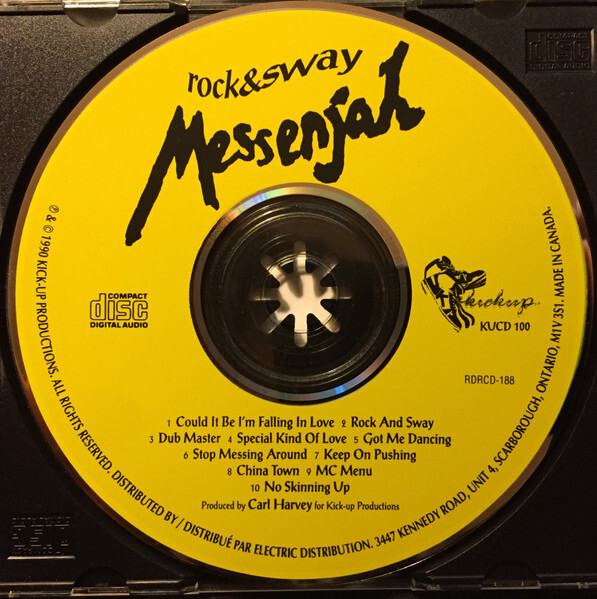 rock&sway
Messenjah
COMPACT
disc
DIGITAL AUDIO
kickup
KUCD 100
RDRCD-188
1 Could It Be I'm Falling In Love 2 Rock And Sway
3 Dub Master 4 Special Kind Of Love 5 Got Me Dancing
6 Stop Messing Around 7 Keep On Pushing
8 China Town 9 MC Menu
10 No Skinning Up
Produced by Carl Harvey for Kick-up Productions
℗ & © 1990 KICK-UP PRODUCTIONS. ALL RIGHTS RESERVED. DISTRIBUTED BY / DISTRIBUÉ PAR ELECTRIC DISTRIBUTION. 3447 KENNEDY ROAD, UNIT 4, SCARBOROUGH, ONTARIO, M1V 3S1. MADE IN CANADA.
COMPACT
disc
DIGITAL AUDIO